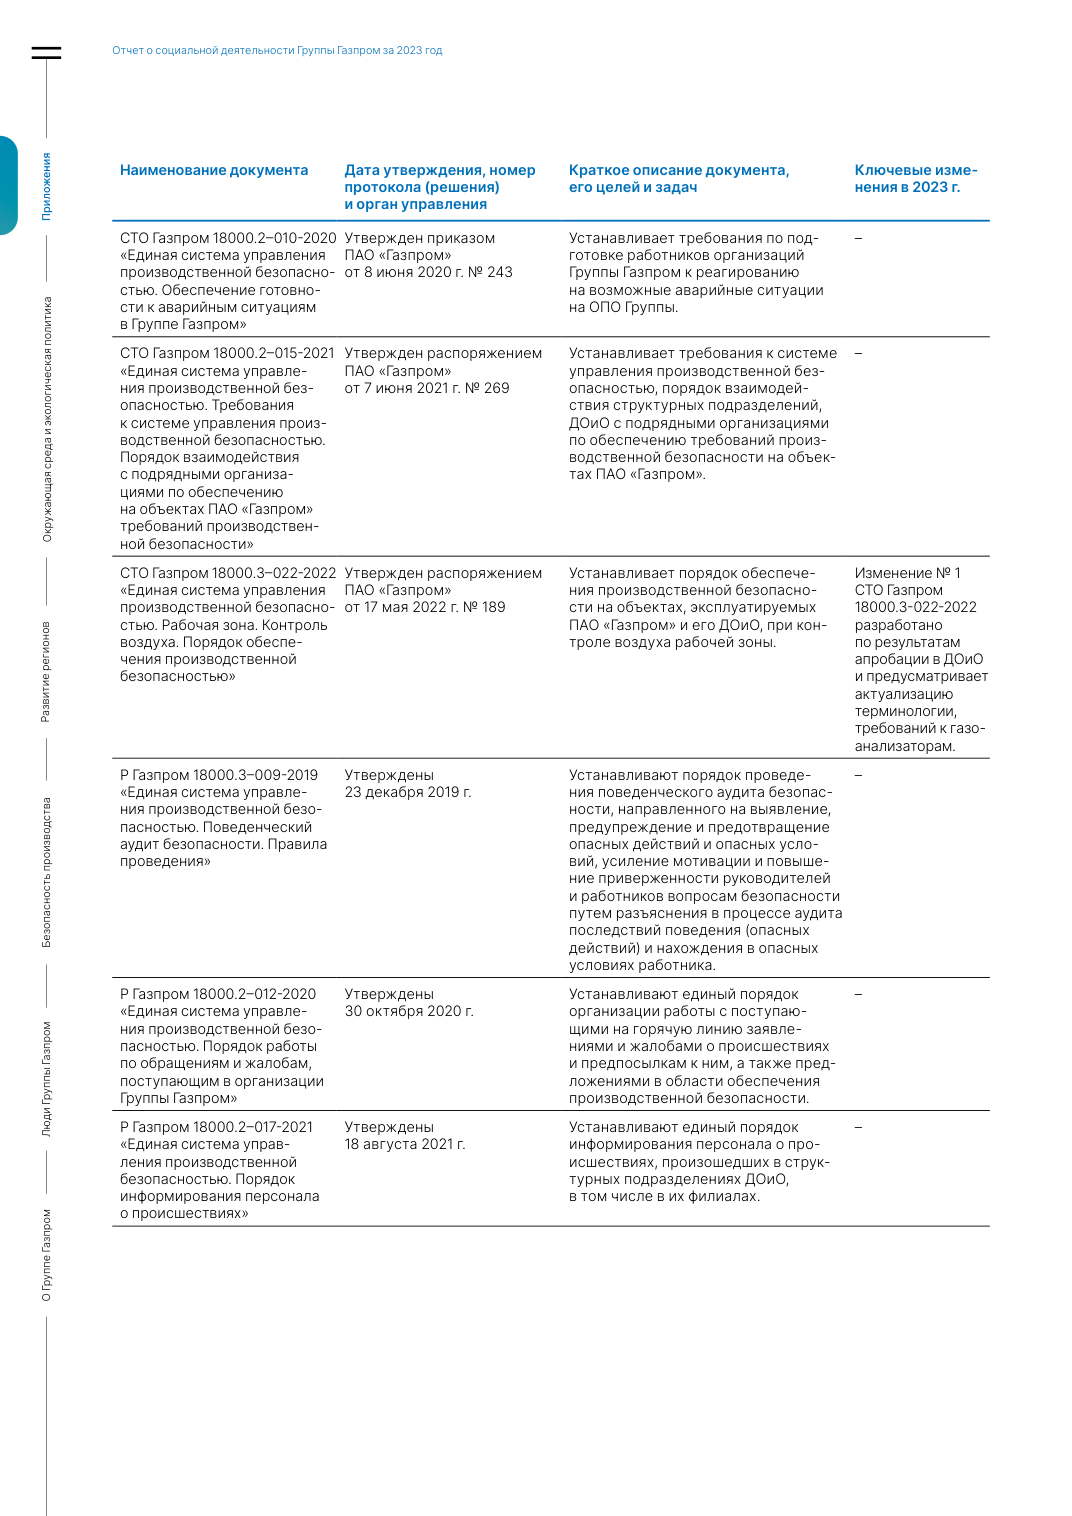 Отчет о социальной деятельности Группы Газпром за 2023 год
Приложения
Окружающая среда и экологическая политика
Развитие регионов
Безопасность производства
Люди Группы Газпром
О Группе Газпром
Наименование документа
Дата утверждения, номер
протокола (решения)
и орган управления
Краткое описание документа,
его целей и задач
Ключевые изме-
нения в 2023 г.
СТО Газпром 18000.2–010-2020
«Единая система управления
производственной безопасно-
стью. Обеспечение готовно-
сти к аварийным ситуациям
в Группе Газпром»
Утвержден приказом
ПАО «Газпром»
от 8 июня 2020 г. № 243
Устанавливает требования по под-
готовке работников организаций
Группы Газпром к реагированию
на возможные аварийные ситуации
на ОПО Группы.
–
СТО Газпром 18000.2–015-2021
«Единая система управле-
ния производственной без-
опасностью. Требования
к системе управления произ-
водственной безопасностью.
Порядок взаимодействия
с подрядными организа-
циями по обеспечению
на объектах ПАО «Газпром»
требований производствен-
ной безопасности»
Утвержден распоряжением
ПАО «Газпром»
от 7 июня 2021 г. № 269
Устанавливает требования к системе
управления производственной без-
опасностью, порядок взаимодей-
ствия структурных подразделений,
ДОиО с подрядными организациями
по обеспечению требований произ-
водственной безопасности на объек-
тах ПАО «Газпром».
–
СТО Газпром 18000.3–022-2022
«Единая система управления
производственной безопасно-
стью. Рабочая зона. Контроль
воздуха. Порядок обеспе-
чения производственной
безопасностью»
Утвержден распоряжением
ПАО «Газпром»
от 17 мая 2022 г. № 189
Устанавливает порядок обеспече-
ния производственной безопасно-
сти на объектах, эксплуатируемых
ПАО «Газпром» и его ДОиО, при кон-
троле воздуха рабочей зоны.
Изменение № 1
СТО Газпром
18000.3-022-2022
разработано
по результатам
апробации в ДОиО
и предусматривает
актуализацию
терминологии,
требований к газо-
анализаторам.
Р Газпром 18000.3–009-2019
«Единая система управле-
ния производственной безо-
пасностью. Поведенческий
аудит безопасности. Правила
проведения»
Утверждены
23 декабря 2019 г.
Устанавливают порядок проведе-
ния поведенческого аудита безопас-
ности, направленного на выявление,
предупреждение и предотвращение
опасных действий и опасных усло-
вий, усиление мотивации и повыше-
ние приверженности руководителей
и работников вопросам безопасности
путем разъяснения в процессе аудита
последствий поведения (опасных
действий) и нахождения в опасных
условиях работника.
–
Р Газпром 18000.2–012-2020
«Единая система управле-
ния производственной безо-
пасностью. Порядок работы
по обращениям и жалобам,
поступающим в организации
Группы Газпром»
Утверждены
30 октября 2020 г.
Устанавливают единый порядок
организации работы с поступаю-
щими на горячую линию заявле-
ниями и жалобами о происшествиях
и предпосылкам к ним, а также пред-
ложениями в области обеспечения
производственной безопасности.
–
Р Газпром 18000.2–017-2021
«Единая система управ-
ления производственной
безопасностью. Порядок
информирования персонала
о происшествиях»
Утверждены
18 августа 2021 г.
Устанавливают единый порядок
информирования персонала о про-
исшествиях, произошедших в струк-
турных подразделениях ДОиО,
в том числе в их филиалах.
–